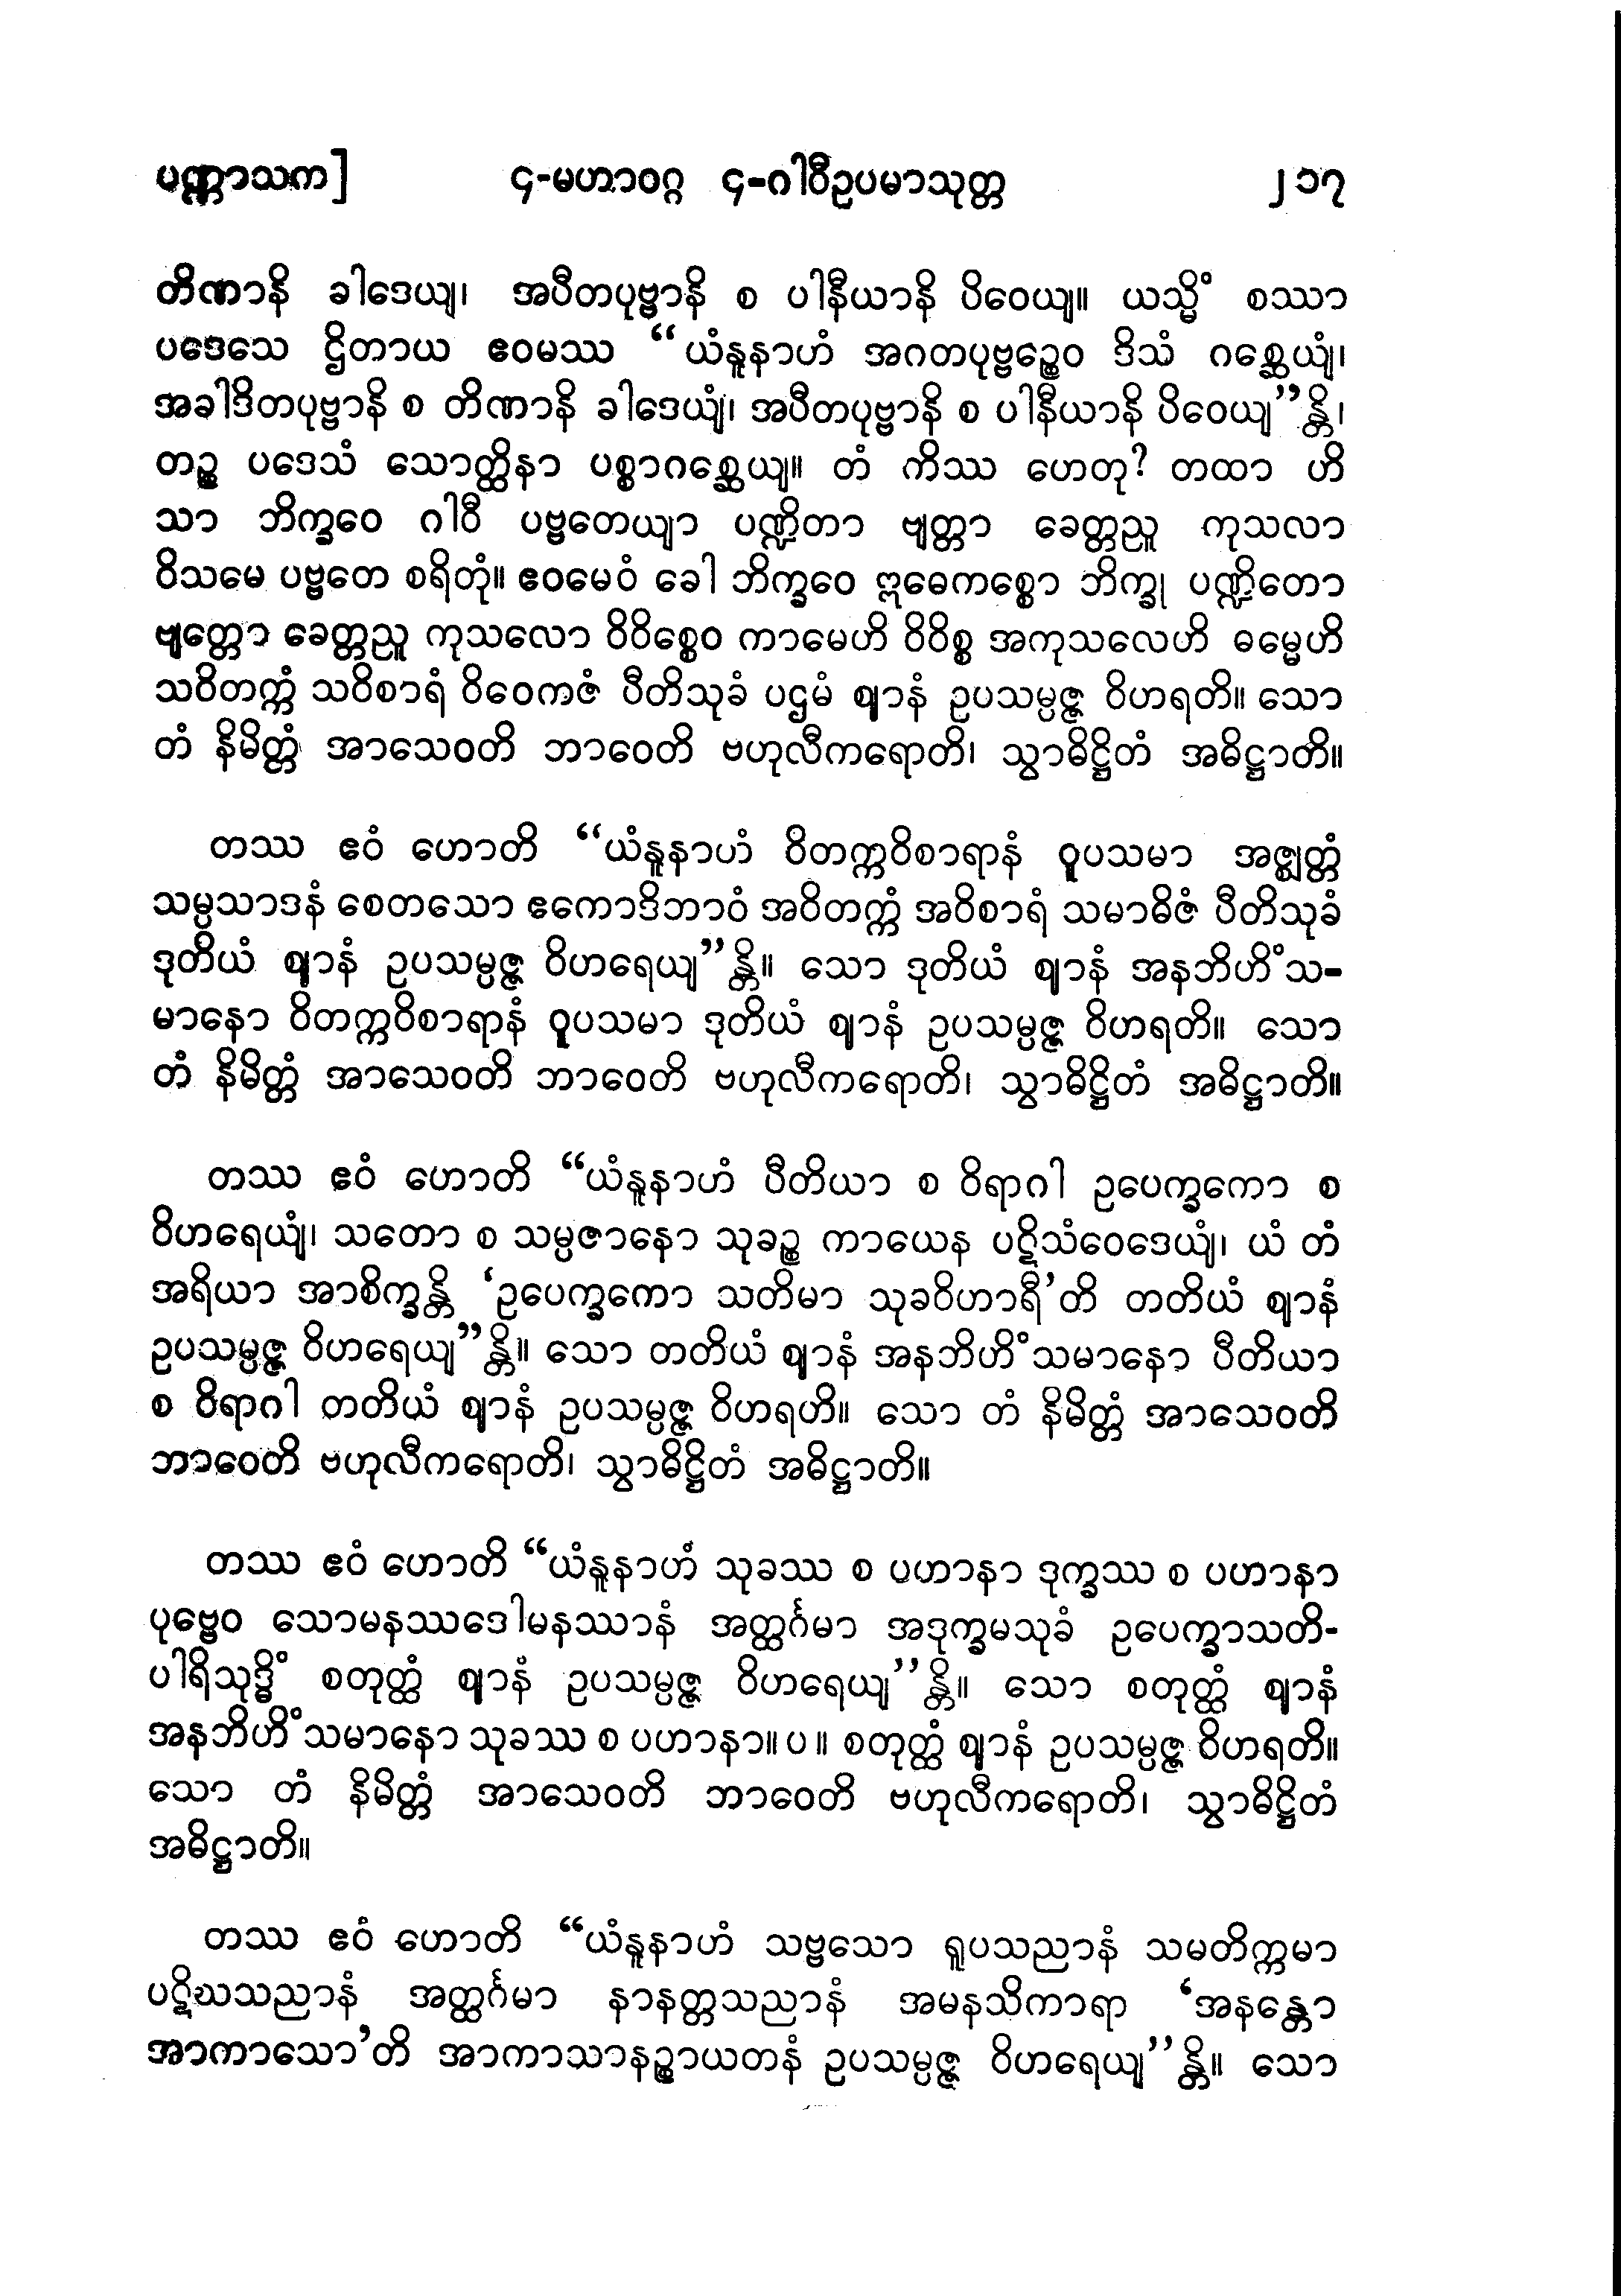 ပဏ္ဏာသက]  ၄-မဟာဝဂ္ဂ  ၄-ဂါဝီဥပမာသုတ္တ  ၂၁၇
တိဏာနိ ခါဒေယျ၊ အပီတပုဗ္ဗာနိ စ ပါနီယာနိ ပိဝေယျ။ ယသ္မိံ စဿာ
ပဒေသေ ဌိတာယ ဧဝမဿ “ယံနူနာဟံ အဂတပုဗ္ဗဉ္စေဝ ဒိသံ ဂစ္ဆေယျံ၊
အခါဒိတပုဗ္ဗာနိ စ တိဏာနိ ခါဒေယျံ၊ အပီတပုဗ္ဗာနိ စ ပါနီယာနိ ပိဝေယျ”န္တိ၊
တဉ္စ ပဒေသံ သောတ္ထိနာ ပစ္စာဂစ္ဆေယျ။ တံ ကိဿ ဟေတု? တထာ ဟိ
သာ ဘိက္ခဝေ ဂါဝီ ပဗ္ဗတေယျာ ပဏ္ဍိတာ ဗျတ္တာ ခေတ္တညူ ကုသလာ
ဝိသမေ ပဗ္ဗတေ စရိတုံ။ ဧဝမေဝံ ခေါ ဘိက္ခဝေ ဣဓေကစ္စော ဘိက္ခု ပဏ္ဍိတော
ဗျတ္တော ခေတ္တညူ ကုသလော ဝိဝိစ္စေဝ ကာမေဟိ ဝိဝိစ္စ အကုသလေဟိ ဓမ္မေဟိ
သဝိတက္ကံ သဝိစာရံ ဝိဝေကဇံ ပီတိသုခံ ပဌမံ ဈာနံ ဥပသမ္ပဇ္ဇ ဝိဟရတိ။ သော
တံ နိမိတ္တံ အာသေဝတိ ဘာဝေတိ ဗဟုလီကရောတိ၊ သွာဓိဋ္ဌိတံ အဓိဋ္ဌာတိ။
တဿ ဧဝံ ဟောတိ “ယံနူနာဟံ ဝိတက္ကဝိစာရာနံ ဝူပသမာ အဇ္ဈတ္တံ
သမ္ပသာဒနံ စေတသော ဧကောဒိဘာဝံ အဝိတက္ကံ အဝိစာရံ သမာဓိဇံ ပီတိသုခံ
ဒုတိယံ ဈာနံ ဥပသမ္ပဇ္ဇ ဝိဟရေယျ”န္တိ။ သော ဒုတိယံ ဈာနံ အနဘိဟိံသ-
မာနော ဝိတက္ကဝိစာရာနံ ဝူပသမာ ဒုတိယံ ဈာနံ ဥပသမ္ပဇ္ဇ ဝိဟရတိ။ သော
တံ နိမိတ္တံ အာသေဝတိ ဘာဝေတိ ဗဟုလီကရောတိ၊ သွာဓိဋ္ဌိတံ အဓိဋ္ဌာတိ။
တဿ ဧဝံ ဟောတိ “ယံနူနာဟံ ပီတိယာ စ ဝိရာဂါ ဥပေက္ခကော စ
ဝိဟရေယျံ၊ သတော စ သမ္ပဇာနော သုခဉ္စ ကာယေန ပဋိသံဝေဒေယျံ၊ ယံ တံ
အရိယာ အာစိက္ခန္တိ ‘ဥပေက္ခကော သတိမာ သုခဝိဟာရီ’တိ တတိယံ ဈာနံ
ဥပသမ္ပဇ္ဇ ဝိဟရေယျ”န္တိ။ သော တတိယံ ဈာနံ အနဘိဟိံသမာနော ပီတိယာ
စ ဝိရာဂါ တတိယံ ဈာနံ ဥပသမ္ပဇ္ဇ ဝိဟရဟိ။ သော တံ နိမိတ္တံ အာသေဝတိ
ဘာဝေတိ ဗဟုလီကရောတိ၊ သွာဓိဋ္ဌိတံ အဓိဋ္ဌာတိ။
တဿ ဧဝံ ဟောတိ “ယံနူနာဟံ သုခဿ စ ပဟာနာ ဒုက္ခဿ စ ပဟာနာ
ပုဗ္ဗေဝ သောမနဿဒေါမနဿာနံ အတ္ထင်္ဂမာ အဒုက္ခမသုခံ ဥပေက္ခာသတိ-
ပါရိသုဒ္ဓိံ စတုတ္ထံ ဈာနံ ဥပသမ္ပဇ္ဇ ဝိဟရေယျ”န္တိ။ သော စတုတ္ထံ ဈာနံ
အနဘိဟိံသမာနော သုခဿ စ ပဟာနာ။ ပ ။ စတုတ္ထံ ဈာနံ ဥပသမ္ပဇ္ဇ ဝိဟရတိ။
သော တံ နိမိတ္တံ အာသေဝတိ ဘာဝေတိ ဗဟုလီကရောတိ၊ သွာဓိဋ္ဌိတံ
အဓိဋ္ဌာတိ။
တဿ ဧဝံ ဟောတိ “ယံနူနာဟံ သဗ္ဗသော ရူပသညာနံ သမတိက္ကမာ
ပဋိဃသညာနံ အတ္ထင်္ဂမာ နာနတ္တသညာနံ အမနသိကာရာ ‘အနန္တော
အာကာသော’တိ အာကာသာနဉ္စာယတနံ ဥပသမ္ပဇ္ဇ ဝိဟရေယျ”န္တိ။ သော